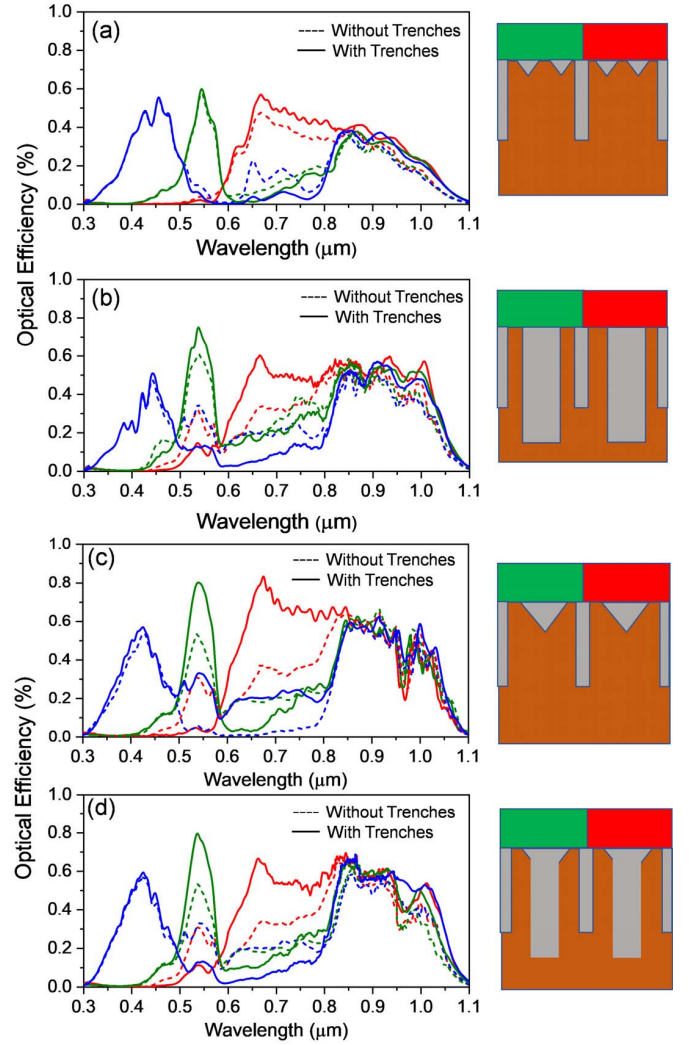 (a)
Without Trenches
With Trenches
1.0
0.8
0.6
0.4
0.2
0.0
0.3 0.4 0.5 0.6 0.7 0.8 0.9 1.0 1.1
Wavelength (μm)
Optical Efficiency (%)
(b)
Without Trenches
With Trenches
1.0
0.8
0.6
0.4
0.2
0.0
0.3 0.4 0.5 0.6 0.7 0.8 0.9 1.0 1.1
Wavelength (μm)
(c)
Without Trenches
With Trenches
1.0
0.8
0.6
0.4
0.2
0.0
0.3 0.4 0.5 0.6 0.7 0.8 0.9 1.0 1.1
Wavelength (μm)
Optical Efficiency (%)
(d)
Without Trenches
With Trenches
1.0
0.8
0.6
0.4
0.2
0.0
0.3 0.4 0.5 0.6 0.7 0.8 0.9 1.0 1.1
Wavelength (μm)